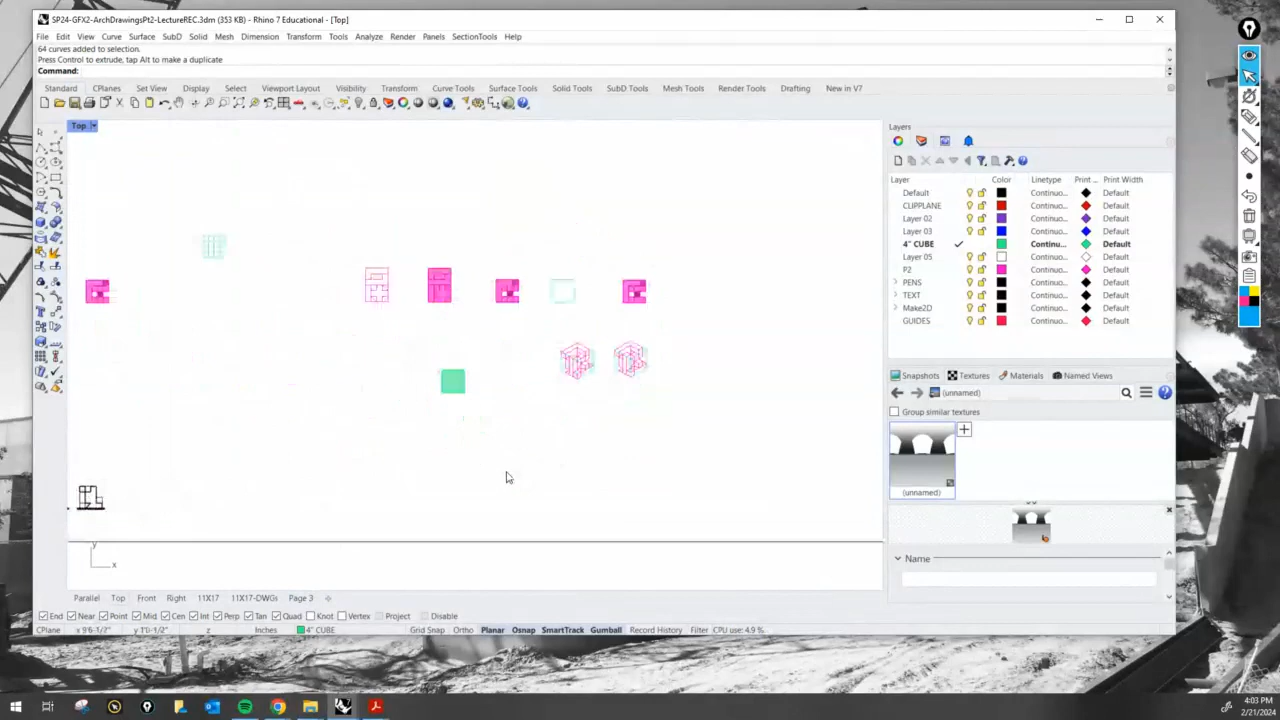 SP24-GFX2-ArchDrawingsPt2-LectureREC.3dm (353 KB) - Rhino 7 Educational - [Top]
File Edit View Curve Surface SubD Solid Mesh Dimension Transform Tools Analyze Render Panels SectionTools Help
64 curves added to selection.
Press Control to extrude, tap Alt to make a duplicate
Command:
Standard CPlanes Set View Display Select Viewport Layout Visibility Transform Curve Tools Surface Tools Solid Tools SubD Tools Mesh Tools Render Tools Drafting New in V7
Top
Layers
Layer Color Linetype Print ... Print Width
Default Continuo... Default
CLIPPLANE Continuo... Default
Layer 02 Continuo... Default
Layer 03 Continuo... Default
4" CUBE Continu... Default
Layer 05 Continuo... Default
P2 Continuo... Default
PENS Continuo... Default
TEXT Continuo... Default
Make2D Continuo... Default
GUIDES Continuo... Default
Snapshots Textures Materials Named Views
(unnamed)
Group similar textures
(unnamed)
Name
y
x
Parallel Top Front Right 11X17 11X17-DWGs Page 3
End Near Point Mid Cen Int Perp Tan Quad Knot Vertex Project Disable
CPlane x 9'6-1/2" z Inches 4" CUBE Grid Snap Ortho Planar Osnap SmartTrack Gumball Record History Filter CPU use: 4.9 %
4:03 PM
2/21/2024